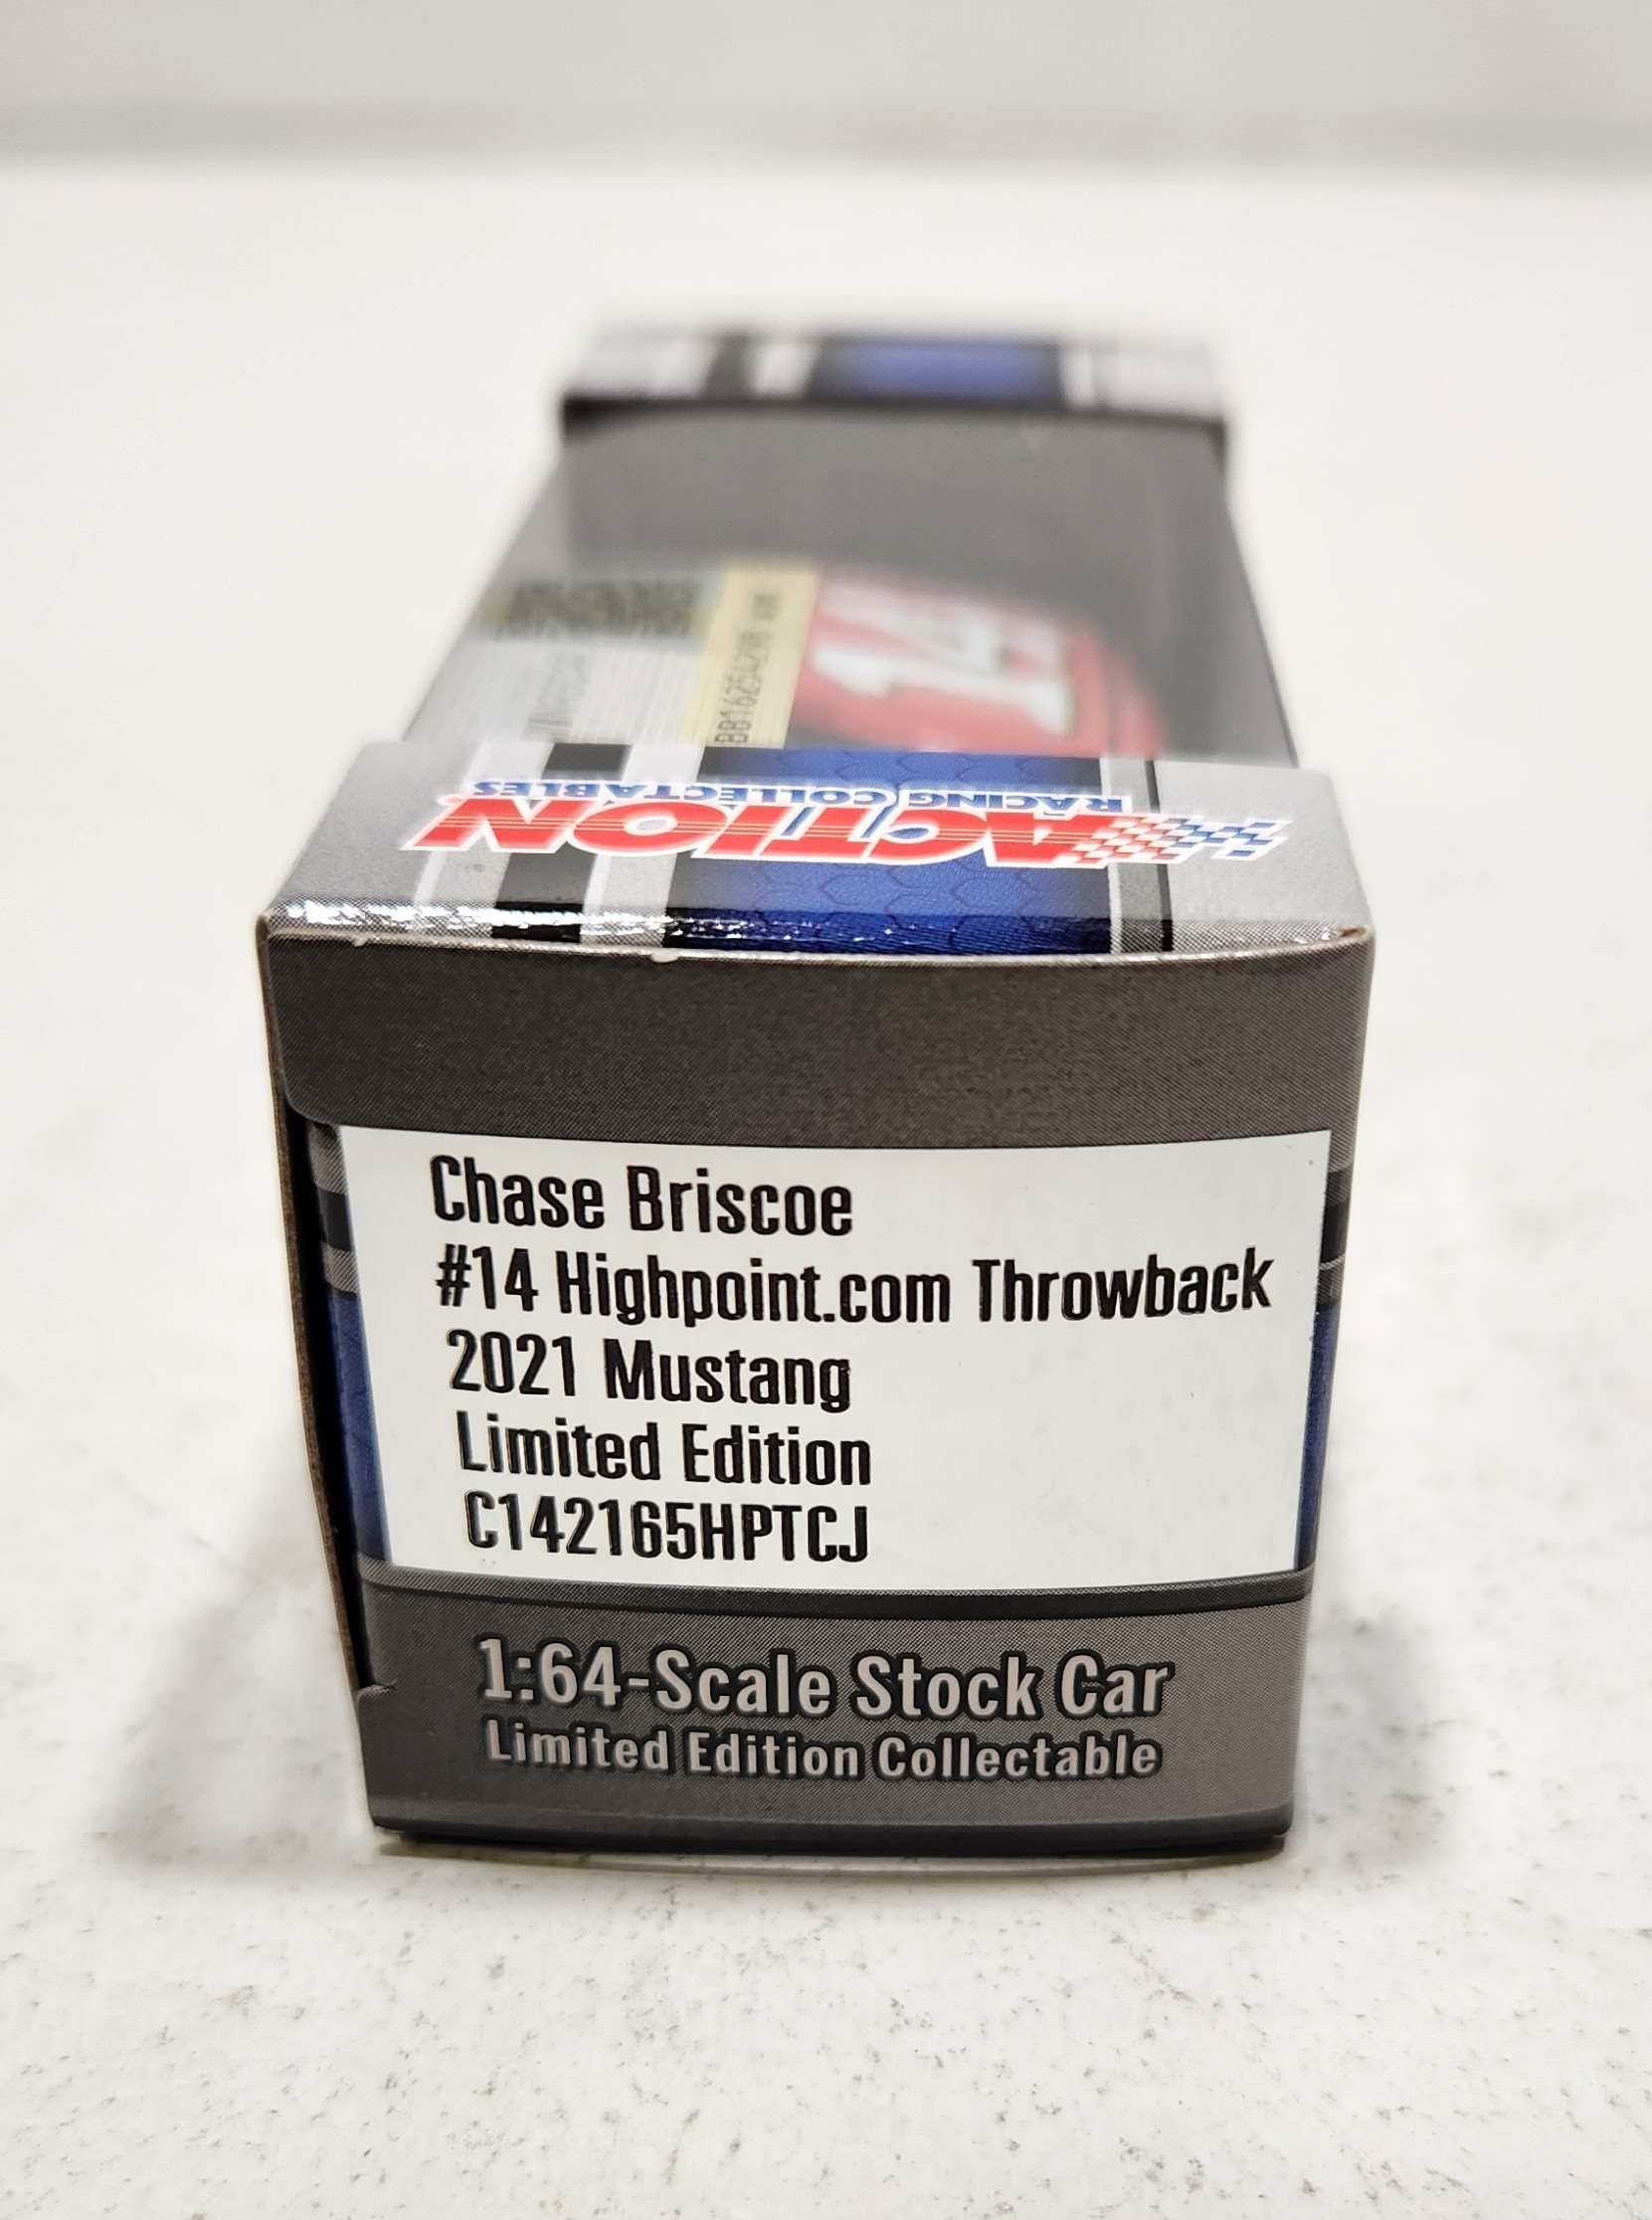 14
ACTION
RACING COLLECTABLES
Chase Briscoe
#14 Highpoint.com Throwback
2021 Mustang
Limited Edition
C142165HPTCJ
1:64-Scale Stock Car
Limited Edition Collectable